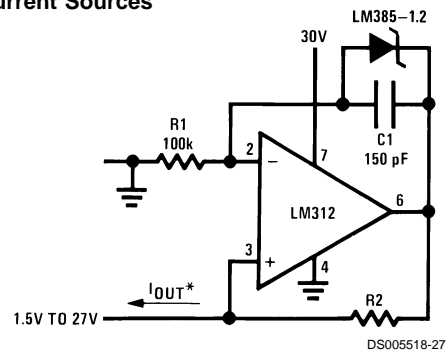 urrent Sources
LM385–1.2
30V
R1
100k
C1
150 pF
2
7
–
LM312
6
3
+
4
IOUT*
R2
1.5V TO 27V
DS005518-27